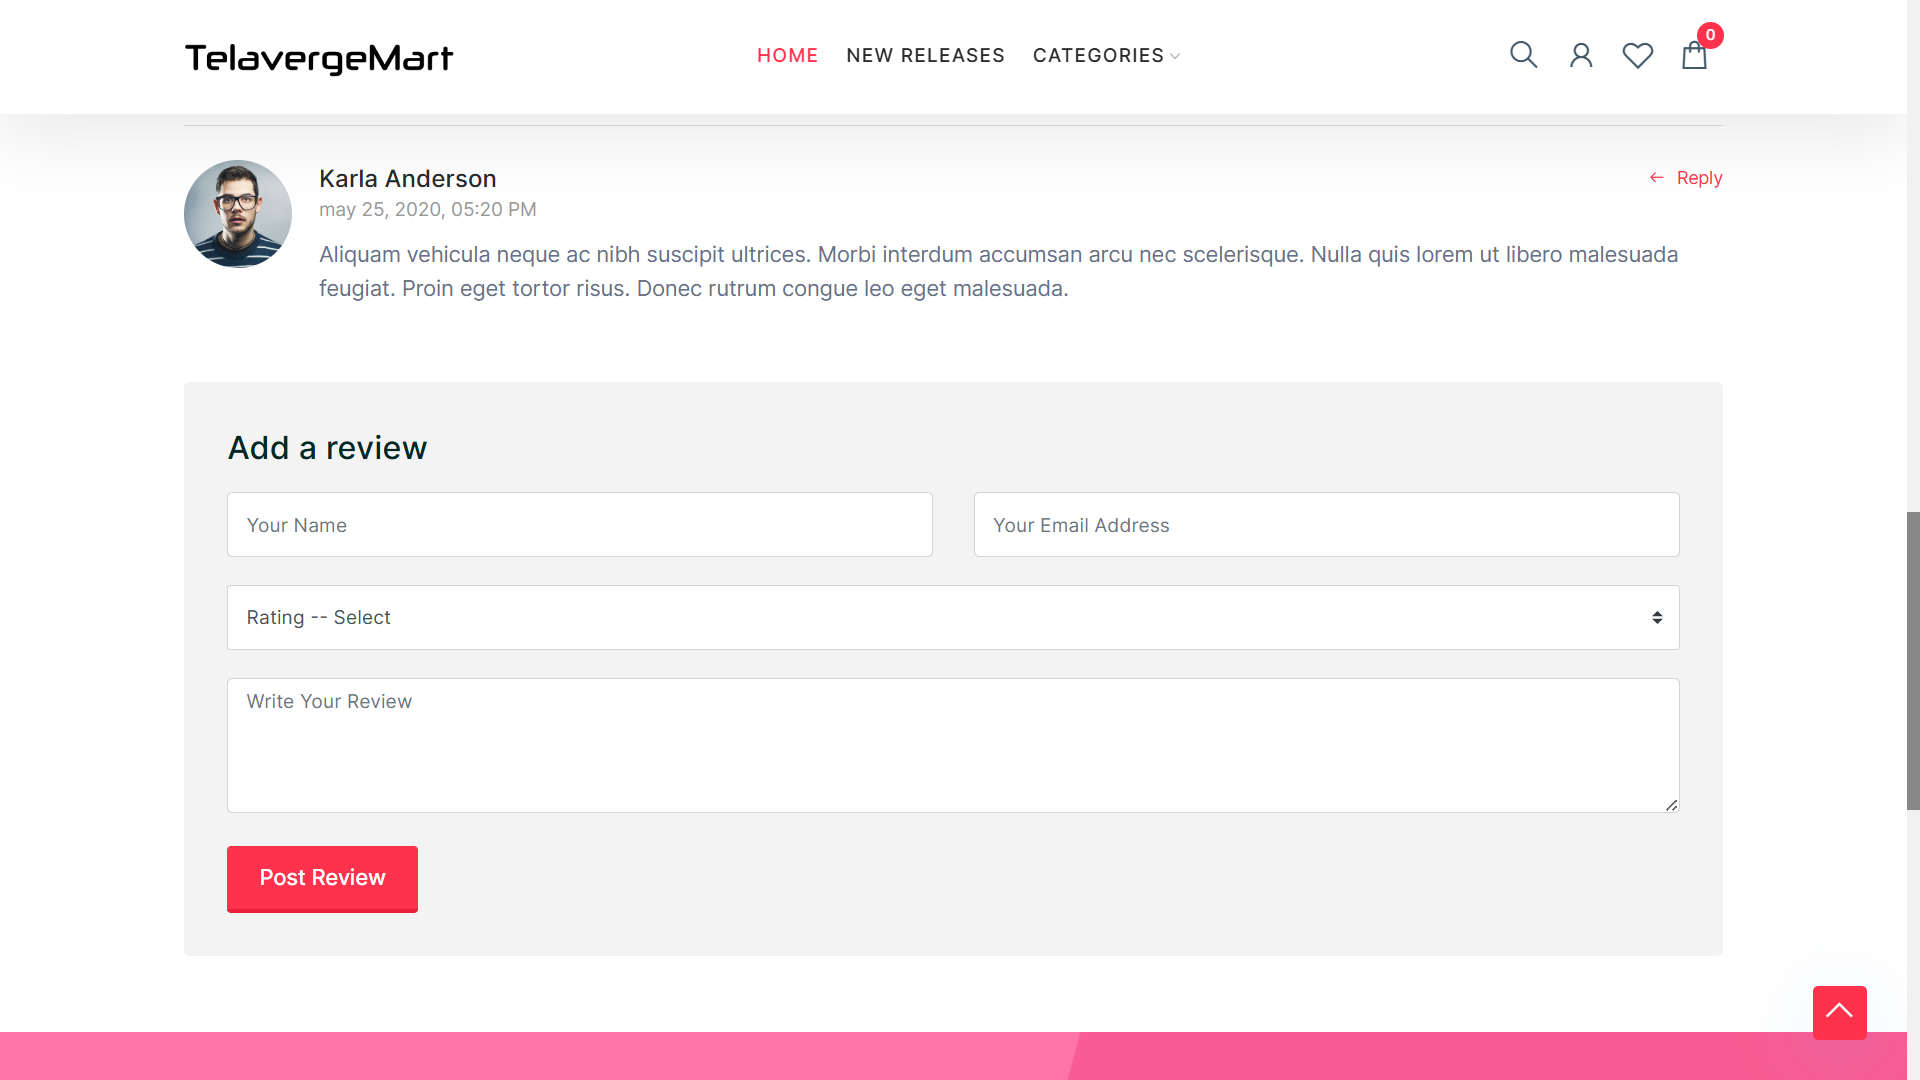 TelavergeMart
HOME NEW RELEASES CATEGORIES
0
Karla Anderson
Reply
may 25, 2020, 05:20 PM
Aliquam vehicula neque ac nibh suscipit ultrices. Morbi interdum accumsan arcu nec scelerisque. Nulla quis lorem ut libero malesuada
feugiat. Proin eget tortor risus. Donec rutrum congue leo eget malesuada.
Add a review
Your Name
Your Email Address
Rating -- Select
Write Your Review
Post Review